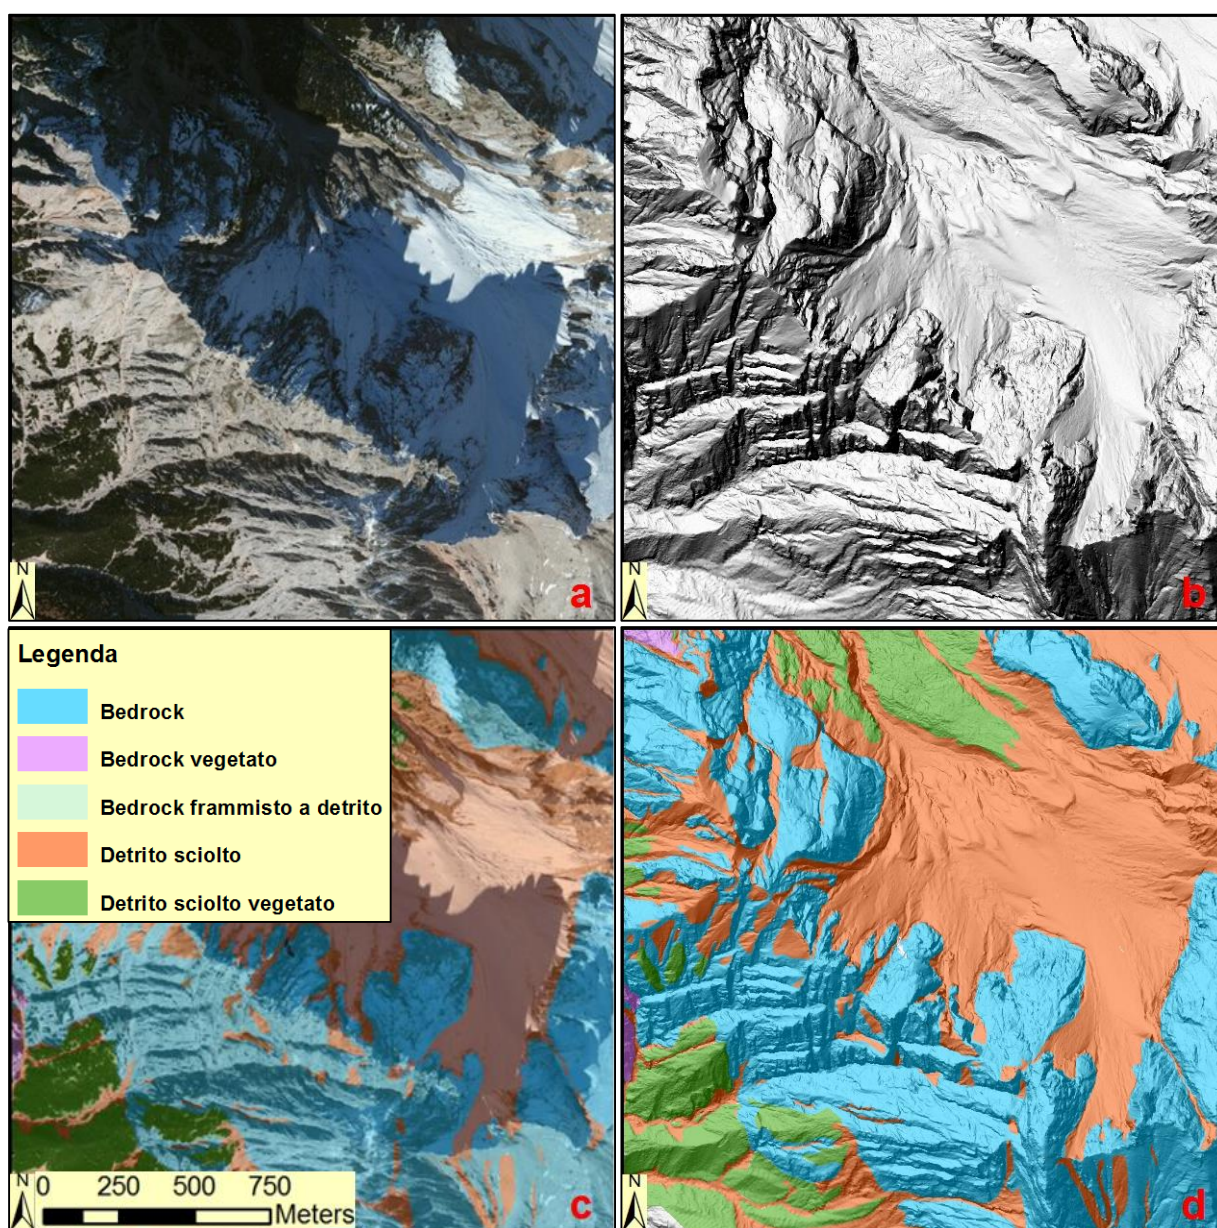 N
a
N
b
Legenda
Bedrock
Bedrock vegetato
Bedrock frammisto a detrito
Detrito sciolto
Detrito sciolto vegetato
N
0 250 500 750
Meters
c
N
d